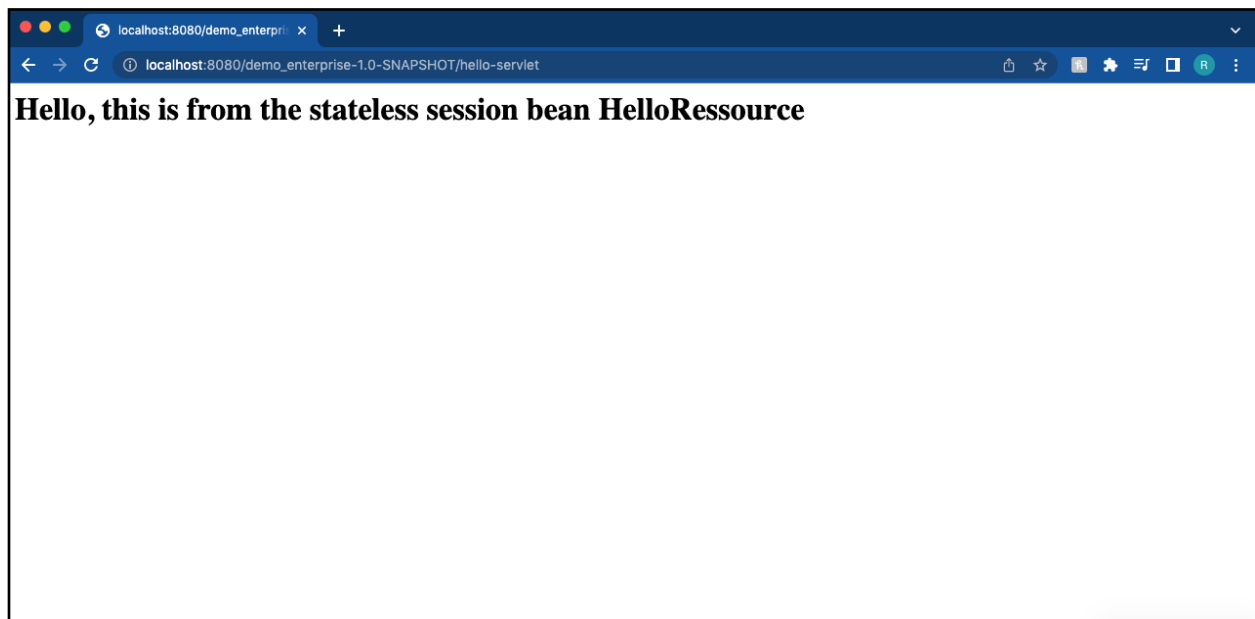 localhost:8080/demo_enterpri
localhost:8080/demo_enterprise-1.0-SNAPSHOT/hello-servlet
R
Hello, this is from the stateless session bean HelloRessource